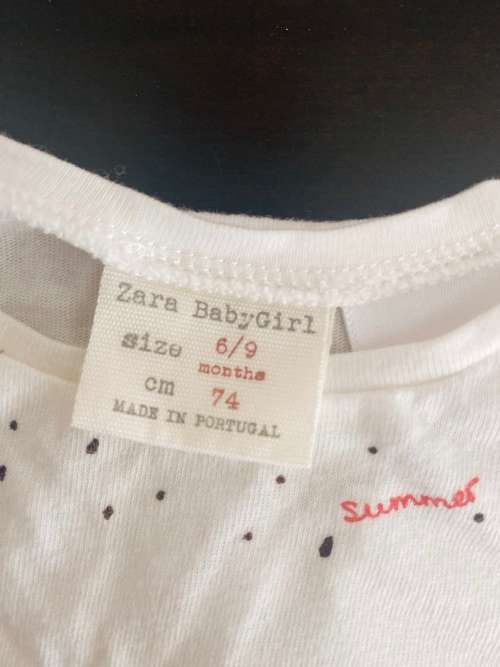 Zara BabyGirl
size 6/9
months
cm 74
MADE IN PORTUGAL
summer